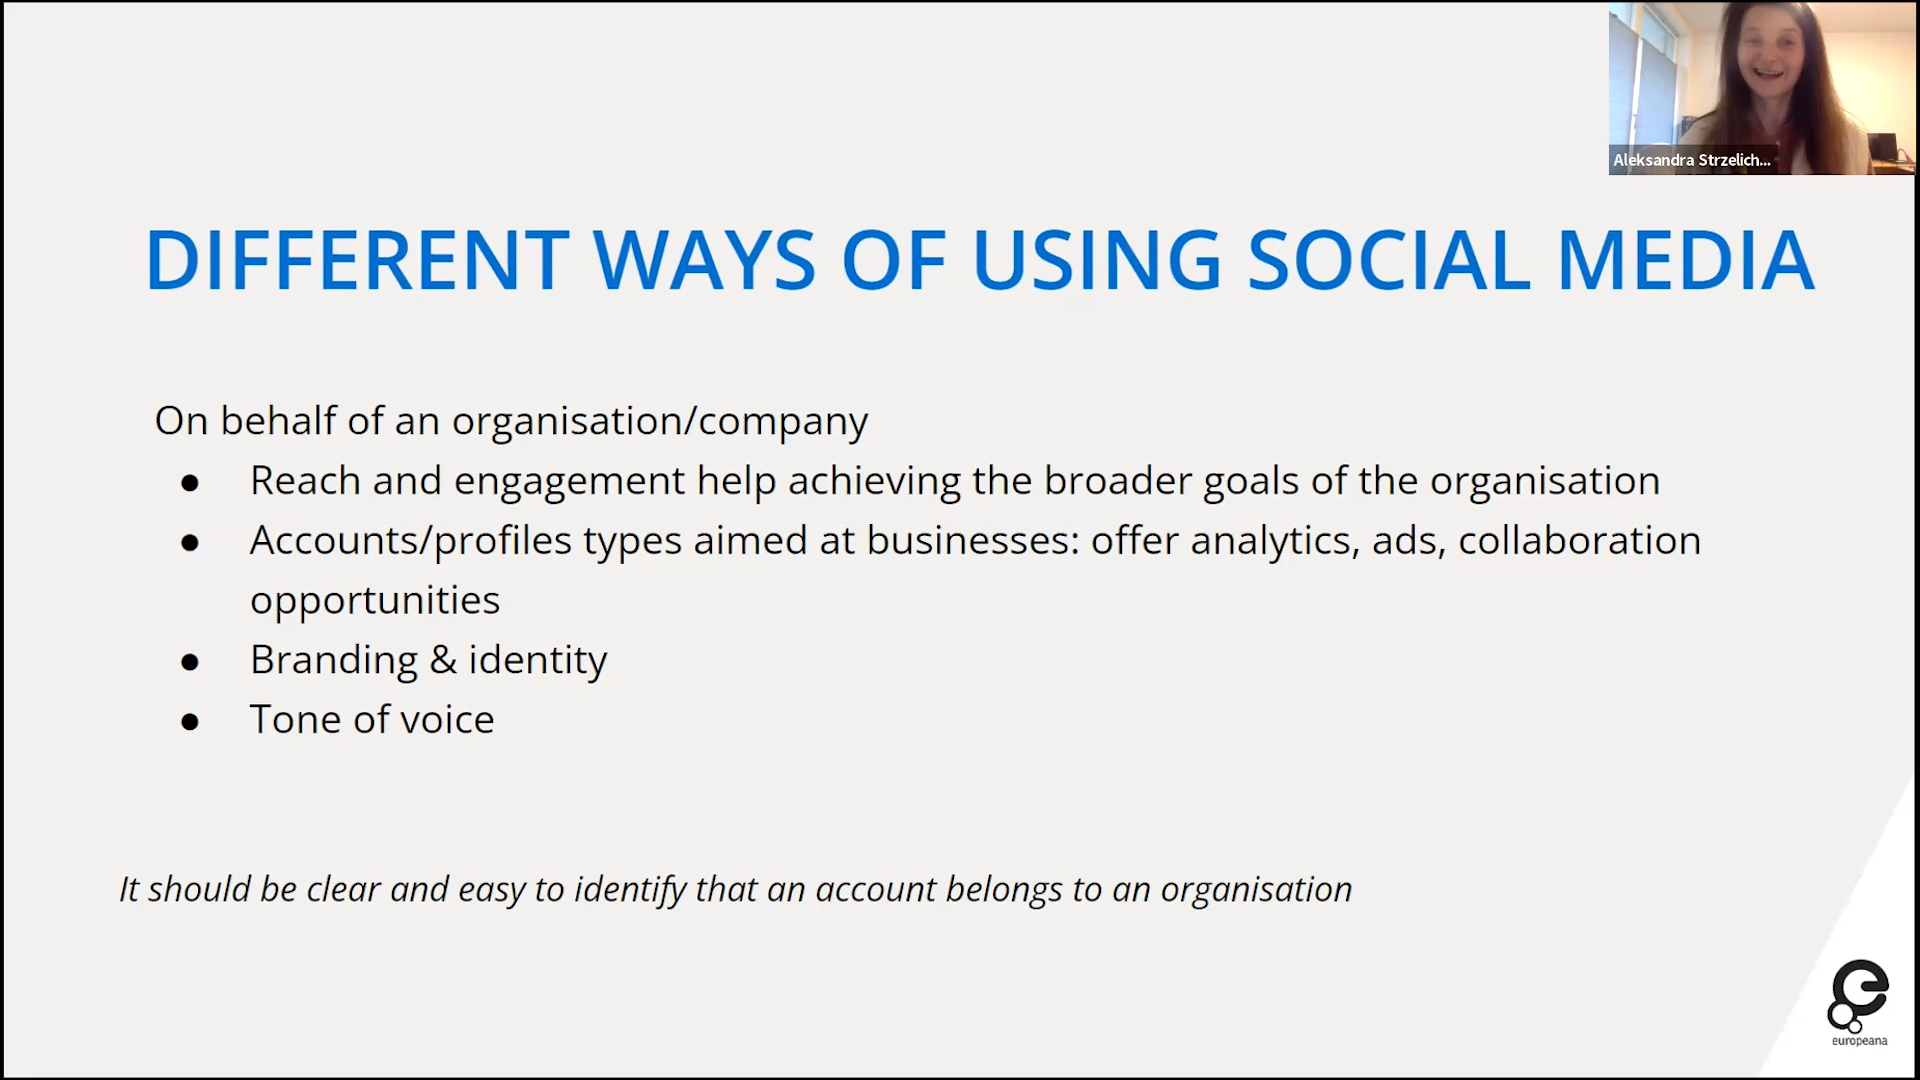 Aleksandra Strzelich...
DIFFERENT WAYS OF USING SOCIAL MEDIA
On behalf of an organisation/company
● Reach and engagement help achieving the broader goals of the organisation
● Accounts/profiles types aimed at businesses: offer analytics, ads, collaboration
opportunities
● Branding & identity
● Tone of voice
It should be clear and easy to identify that an account belongs to an organisation
europeana